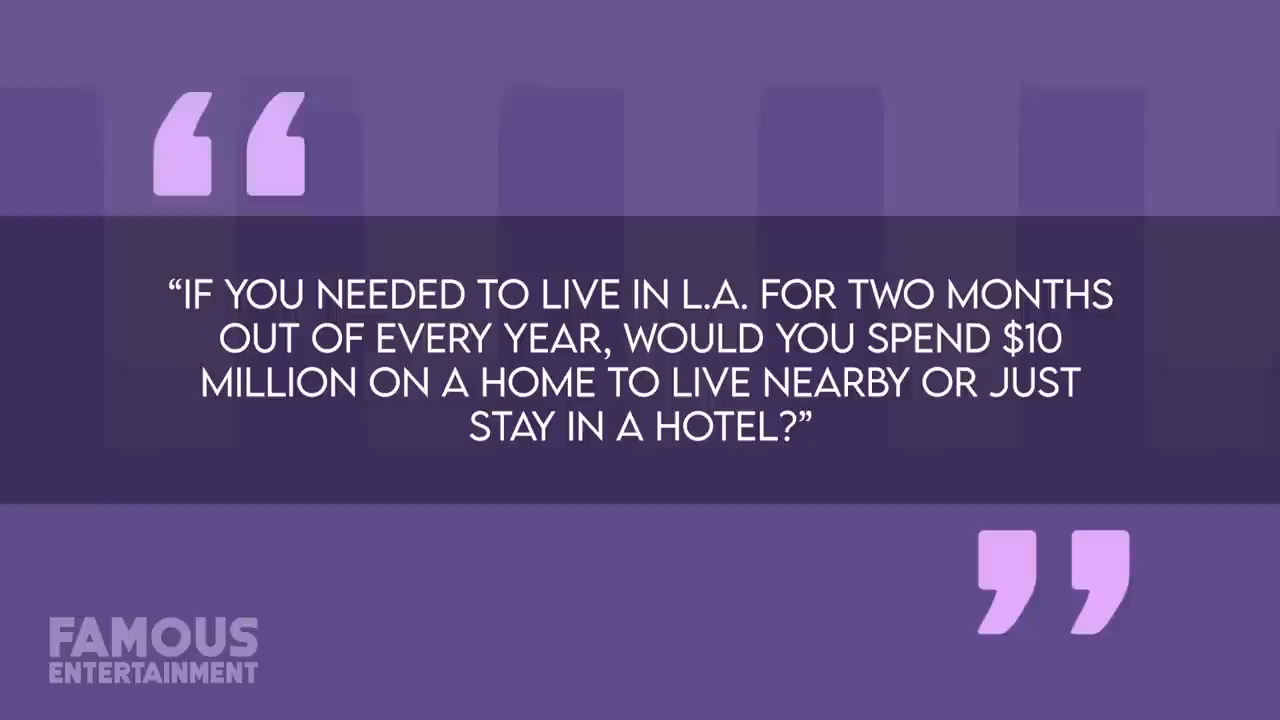 “IF YOU NEEDED TO LIVE IN L.A. FOR TWO MONTHS
OUT OF EVERY YEAR, WOULD YOU SPEND $10
MILLION ON A HOME TO LIVE NEARBY OR JUST
STAY IN A HOTEL?”
FAMOUS
ENTERTAINMENT